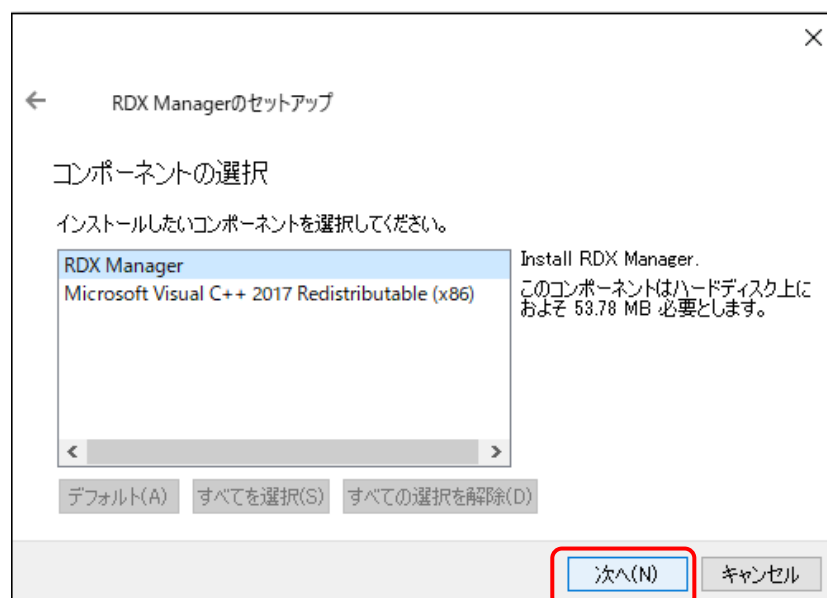 RDX Managerのセットアップ
コンポーネントの選択
インストールしたいコンポーネントを選択してください。
RDX Manager
Microsoft Visual C++ 2017 Redistributable (x86)
Install RDX Manager.
このコンポーネントはハードディスク上に
およそ 53.78 MB 必要とします。
デフォルト(A) すべてを選択(S) すべての選択を解除(D)
次へ(N) キャンセル